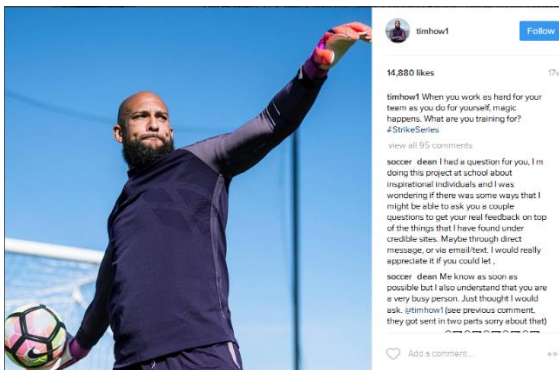 timhow1
Follow
14,880 likes
17w
timhow1 When you work as hard for your
team as you do for yourself, magic
happens. What are you training for?
#StrikeSeries
view all 95 comments
soccer_dean I had a question for you, I m
doing this project at school about
inspirational individuals and I was
wondering if there was some ways that I
might be able to ask you a couple
questions to get your real feedback on top
of the things that I have found under
credible sites. Maybe through direct
message, or via email/text. I would really
appreciate it if you could let ,
soccer_dean Me know as soon as
possible but I also understand that you are
a very busy person. Just thought I would
ask. @timhow1 (see previous comment,
they got sent in two parts sorry about that)
Add a comment...